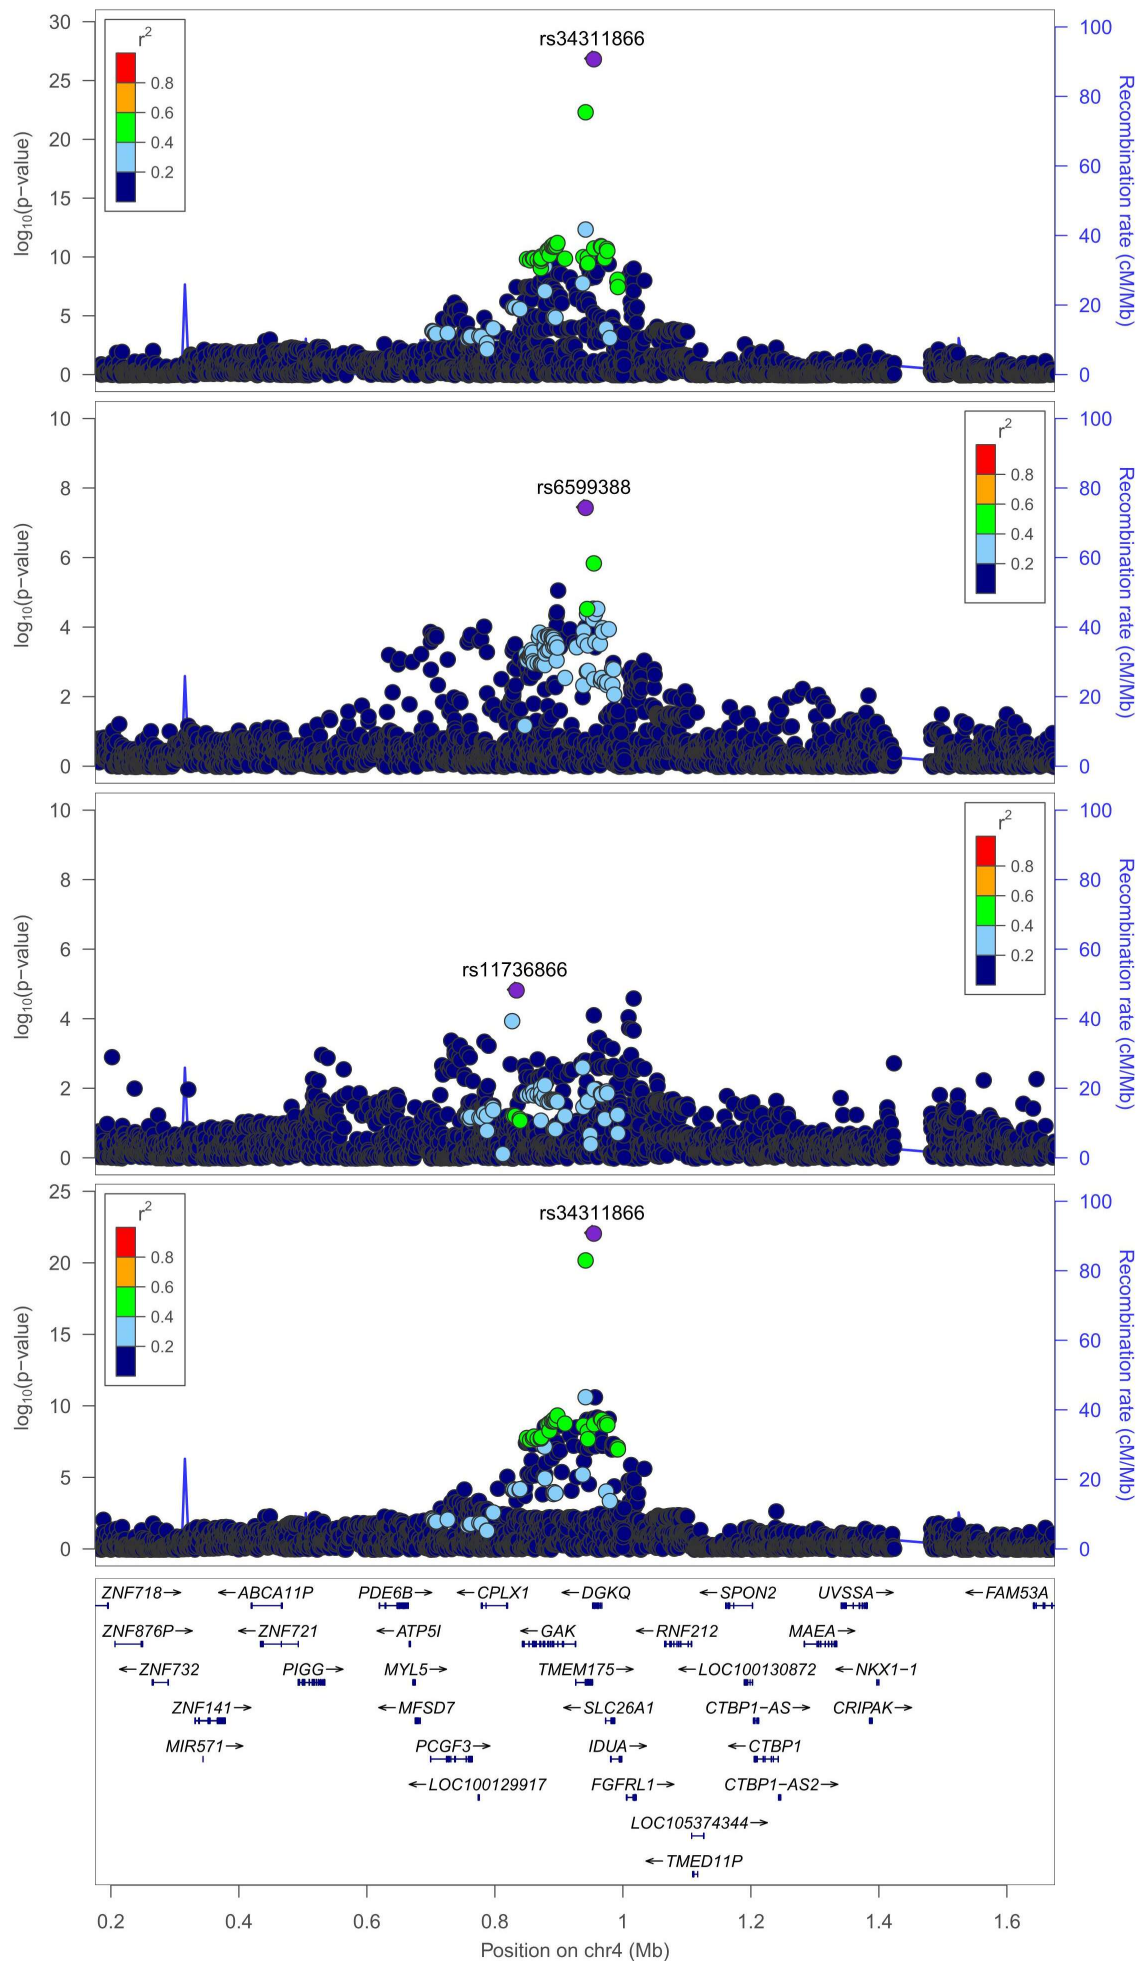 r2
0.8
0.6
0.4
0.2
rs34311866
30
25
20
15
10
5
0
log10(p−value)
100
80
60
40
20
0
Recombination rate (cM/Mb)
r2
0.8
0.6
0.4
0.2
rs6599388
10
8
6
4
2
0
log10(p−value)
100
80
60
40
20
0
Recombination rate (cM/Mb)
r2
0.8
0.6
0.4
0.2
rs11736866
10
8
6
4
2
0
log10(p−value)
100
80
60
40
20
0
Recombination rate (cM/Mb)
r2
0.8
0.6
0.4
0.2
rs34311866
25
20
15
10
5
0
log10(p−value)
100
80
60
40
20
0
Recombination rate (cM/Mb)
ZNF718→ ←ABCA11P PDE6B→ ←CPLX1 ←DGKQ ←SPON2 UVSSA→ ←FAM53A
ZNF876P→ ←ZNF721 ←ATP5I ←GAK ←RNF212 MAEA→
←ZNF732 PIGG→ MYL5→ TMEM175→ ←LOC100130872 ←NKX1−1
ZNF141→ ←MFSD7 ←SLC26A1 CTBP1−AS→ CRIPAK→
MIR571→ PCGF3→ IDUA→ ←CTBP1
←LOC100129917 FGFRL1→ CTBP1−AS2→
LOC105374344→
←TMED11P
0.2 0.4 0.6 0.8 1 1.2 1.4 1.6
Position on chr4 (Mb)